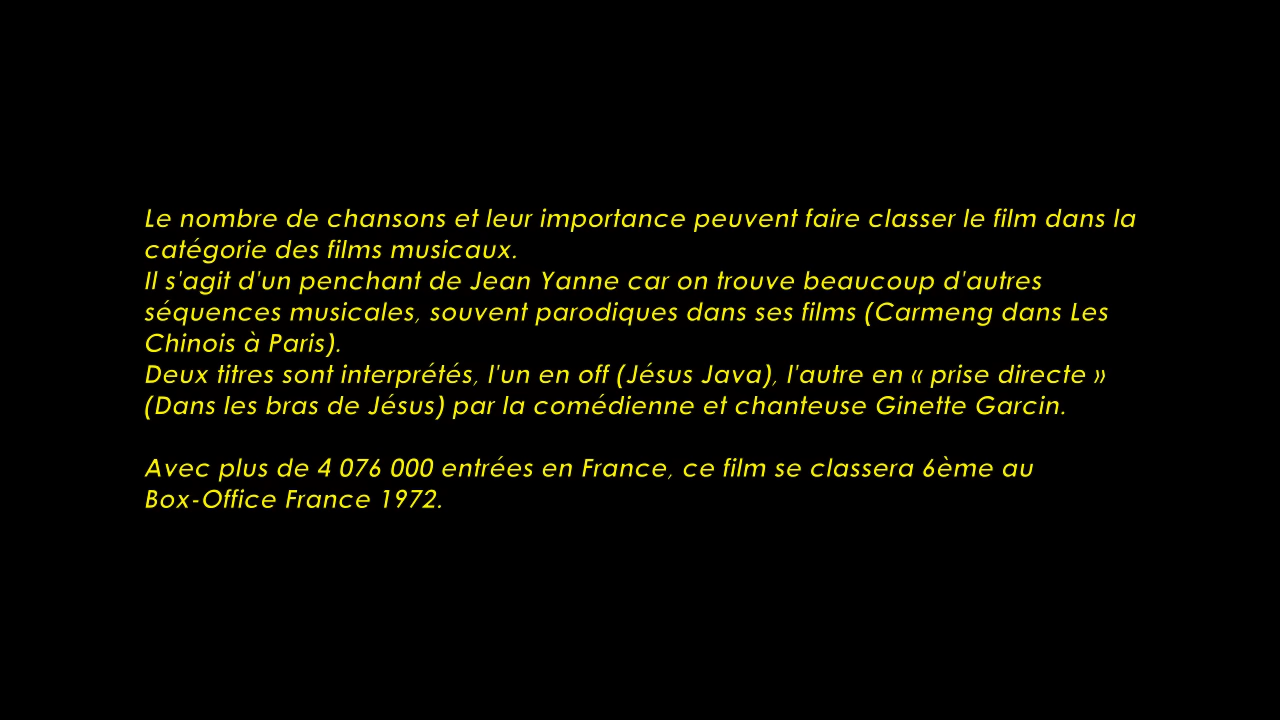 Le nombre de chansons et leur importance peuvent faire classer le film dans la
catégorie des films musicaux.
Il s'agit d'un penchant de Jean Yanne car on trouve beaucoup d'autres
séquences musicales, souvent parodiques dans ses films (Carmeng dans Les
Chinois à Paris).
Deux titres sont interprétés, l'un en off (Jésus Java), l'autre en « prise directe »
(Dans les bras de Jésus) par la comédienne et chanteuse Ginette Garcin.
Avec plus de 4 076 000 entrées en France, ce film se classera 6ème au
Box-Office France 1972.